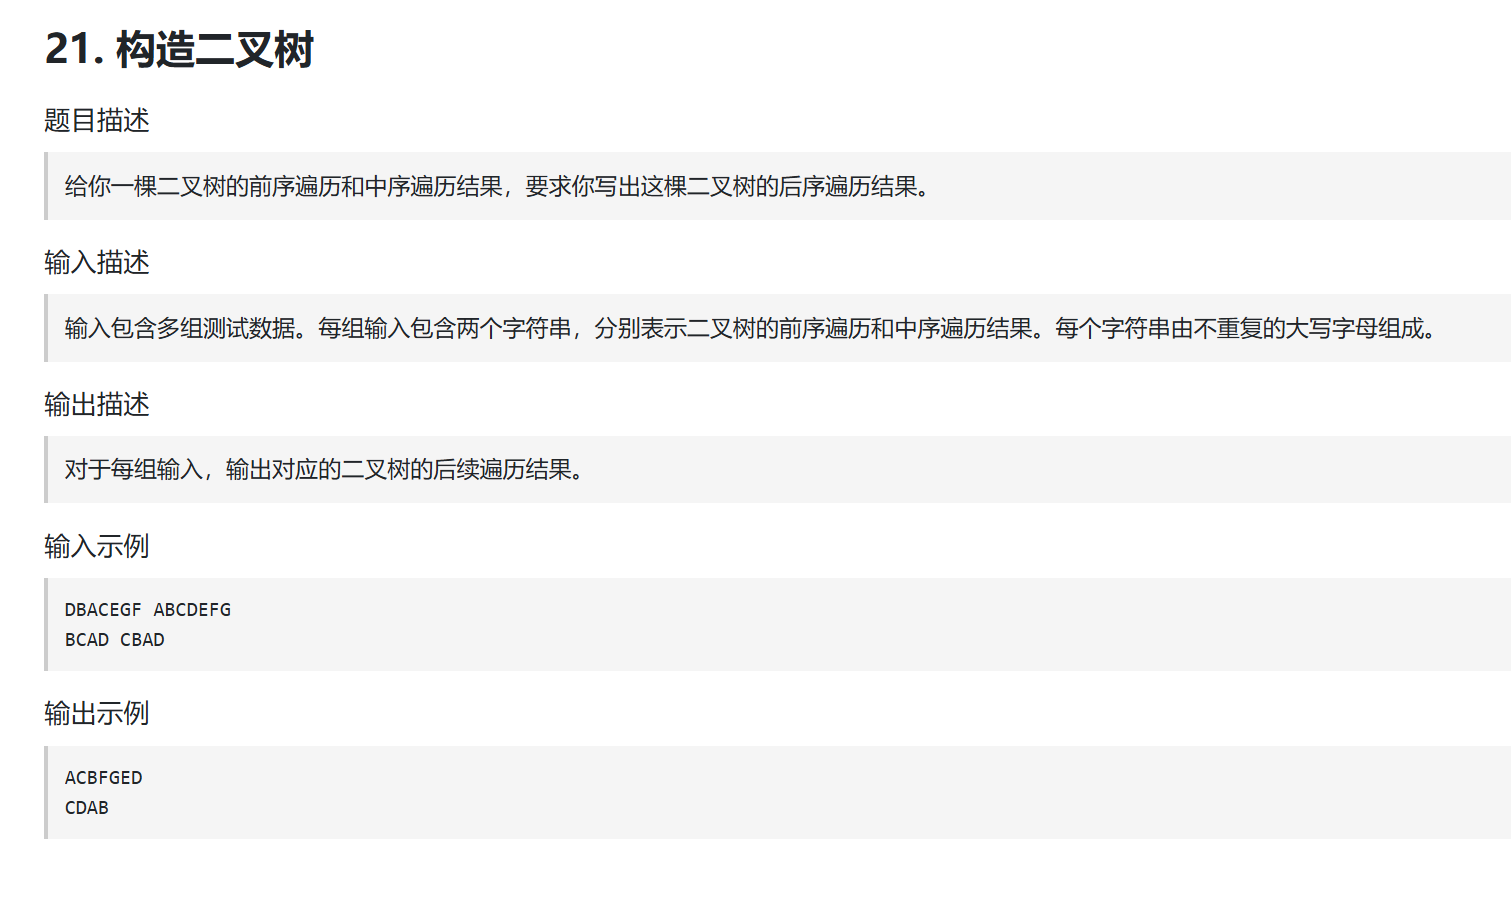 21. 构造二叉树
题目描述
给你一棵二叉树的前序遍历和中序遍历结果，要求你写出这棵二叉树的后序遍历结果。
输入描述
输入包含多组测试数据。每组输入包含两个字符串，分别表示二叉树的前序遍历和中序遍历结果。每个字符串由不重复的大写字母组成。
输出描述
对于每组输入，输出对应的二叉树的后续遍历结果。
输入示例
DBACEGF ABCDEFG
BCAD CBAD
输出示例
ACBFGED
CDAB